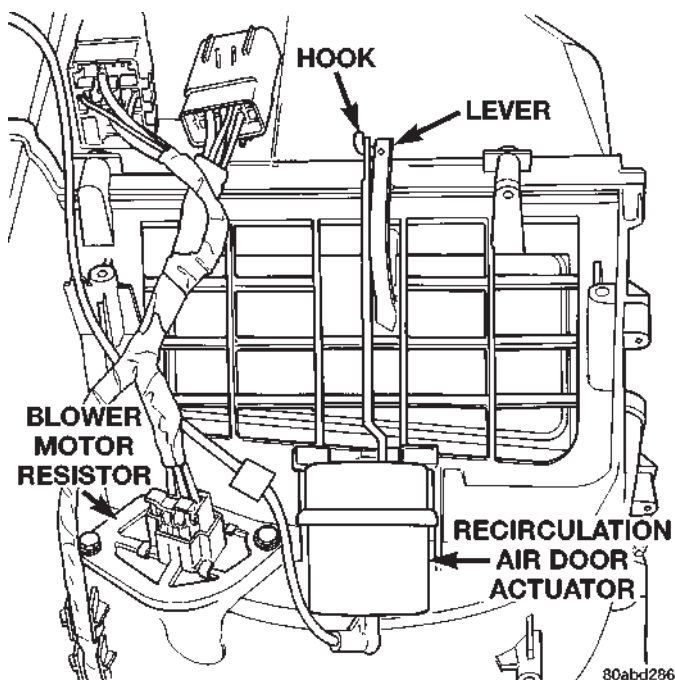 HOOK
LEVER
BLOWER
MOTOR
RESISTOR
RECIRCULATION
AIR DOOR
ACTUATOR
80abd286